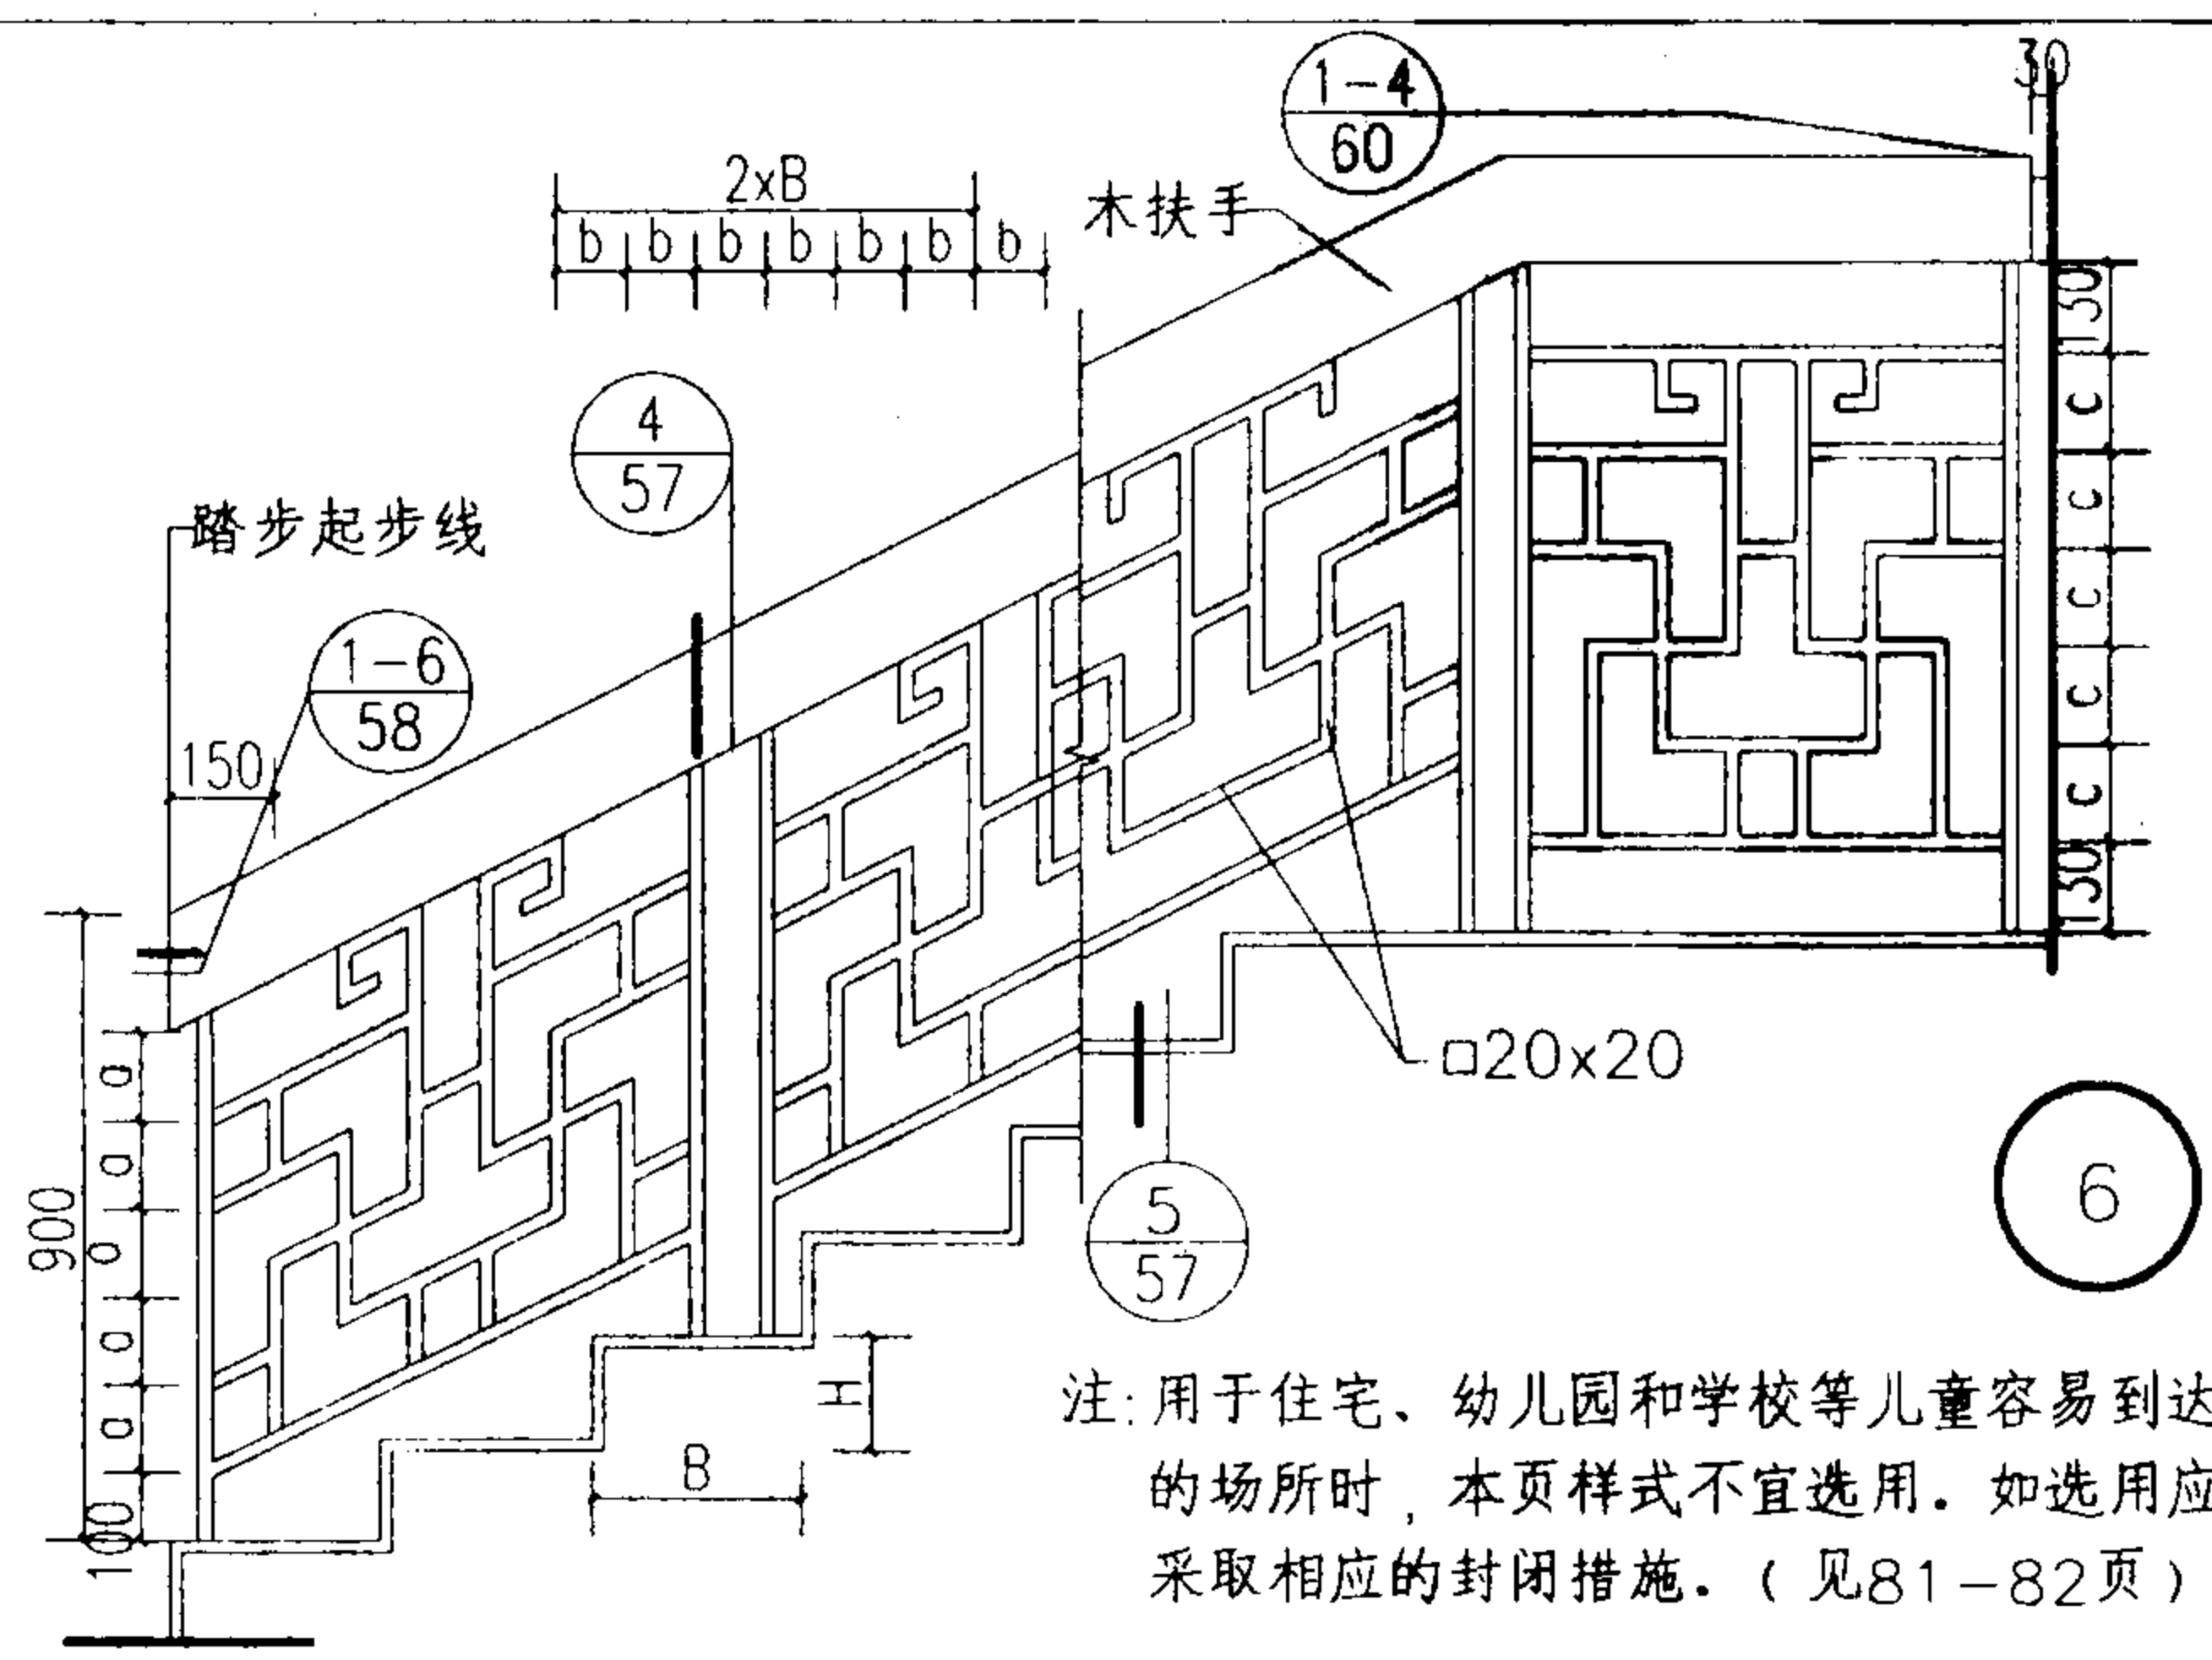 30
1-4
60
2xB
b b b b b b b
木扶手
130
c
c
c
c
c
130
4
57
踏步起步线
1-6
58
150
900
a
a
a
a
a
100
□20x20
6
5
57
H
B
注:用于住宅、幼儿园和学校等儿童容易到达
的场所时,本页样式不宜选用.如选用应
采取相应的封闭措施.(见81-82页)